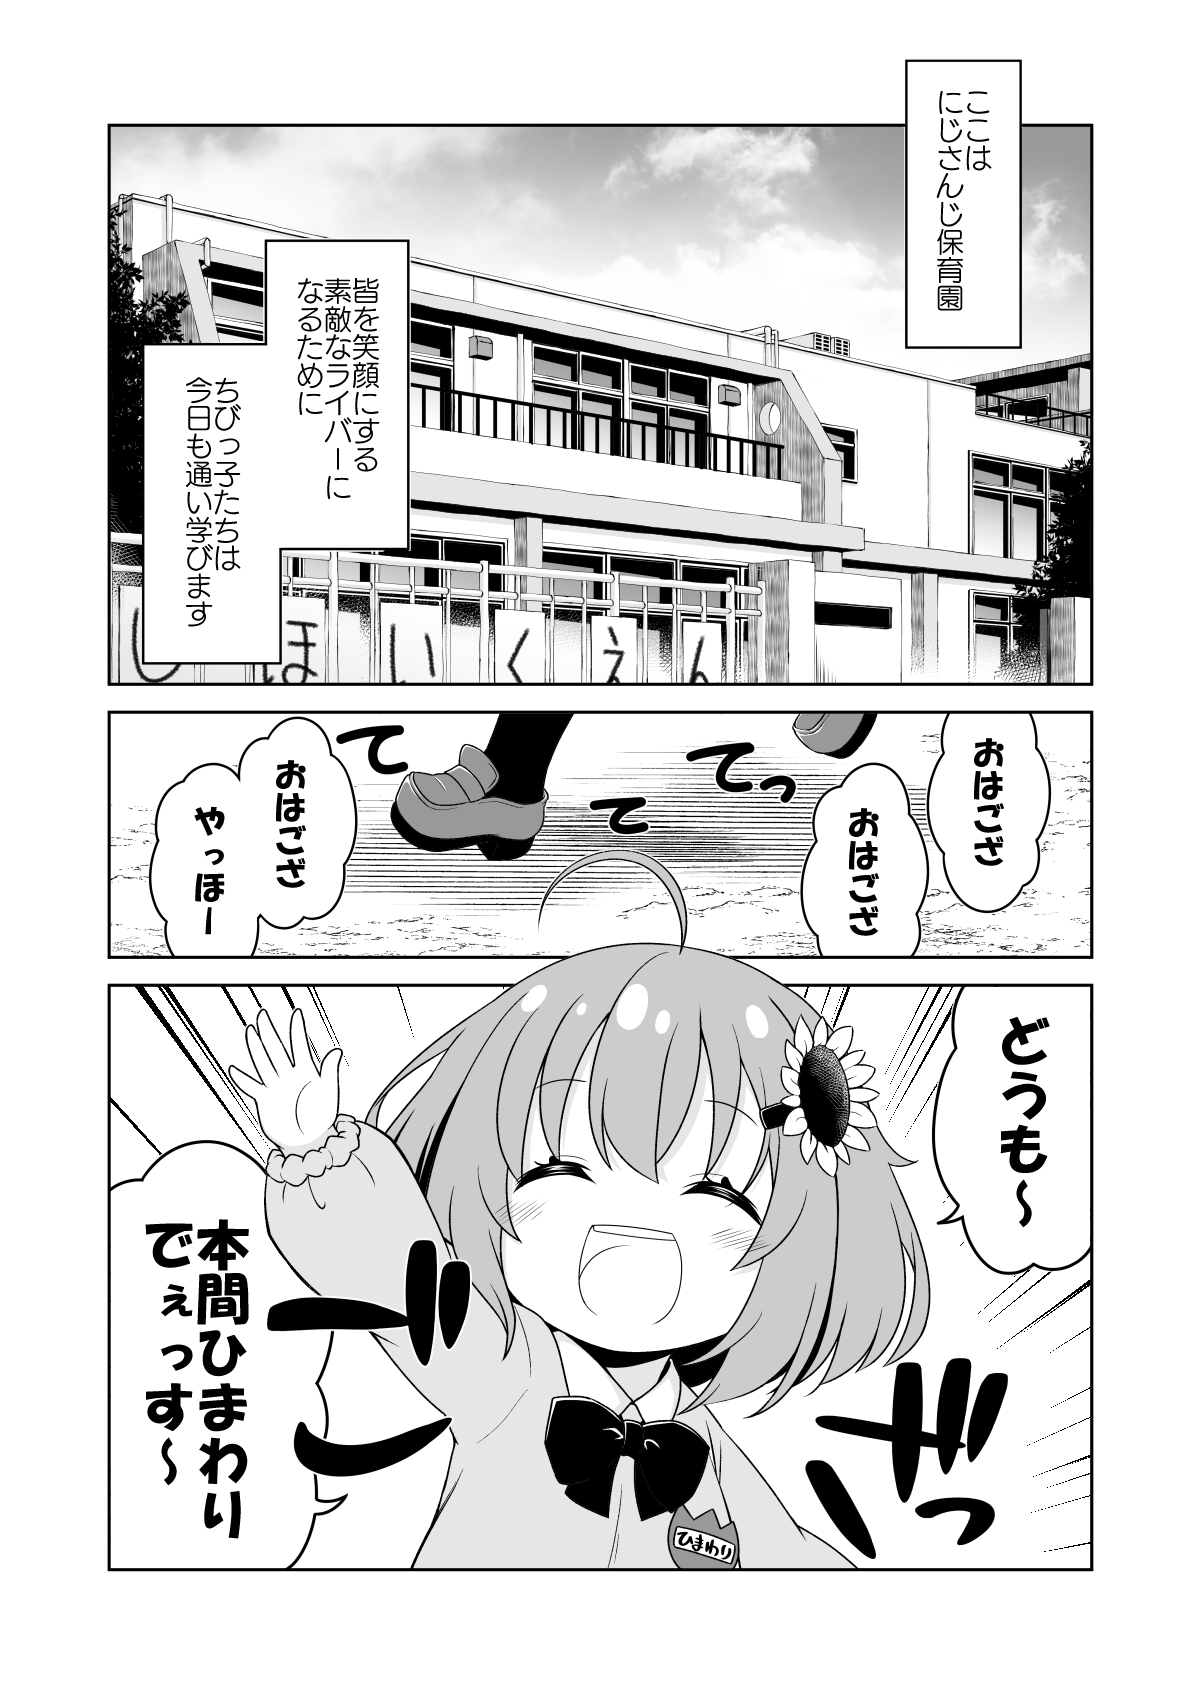 ここは
にじさんじ保育園
皆を笑顔にする
素敵なライバーに
なるために
ちびっ子たちは
今日も通い学びます
じほいくえん
おはござ
おはござ
てっ
て
て
おはござ
やっほー
どうも〜
本間ひまわり
でぇっす〜
ひまわり